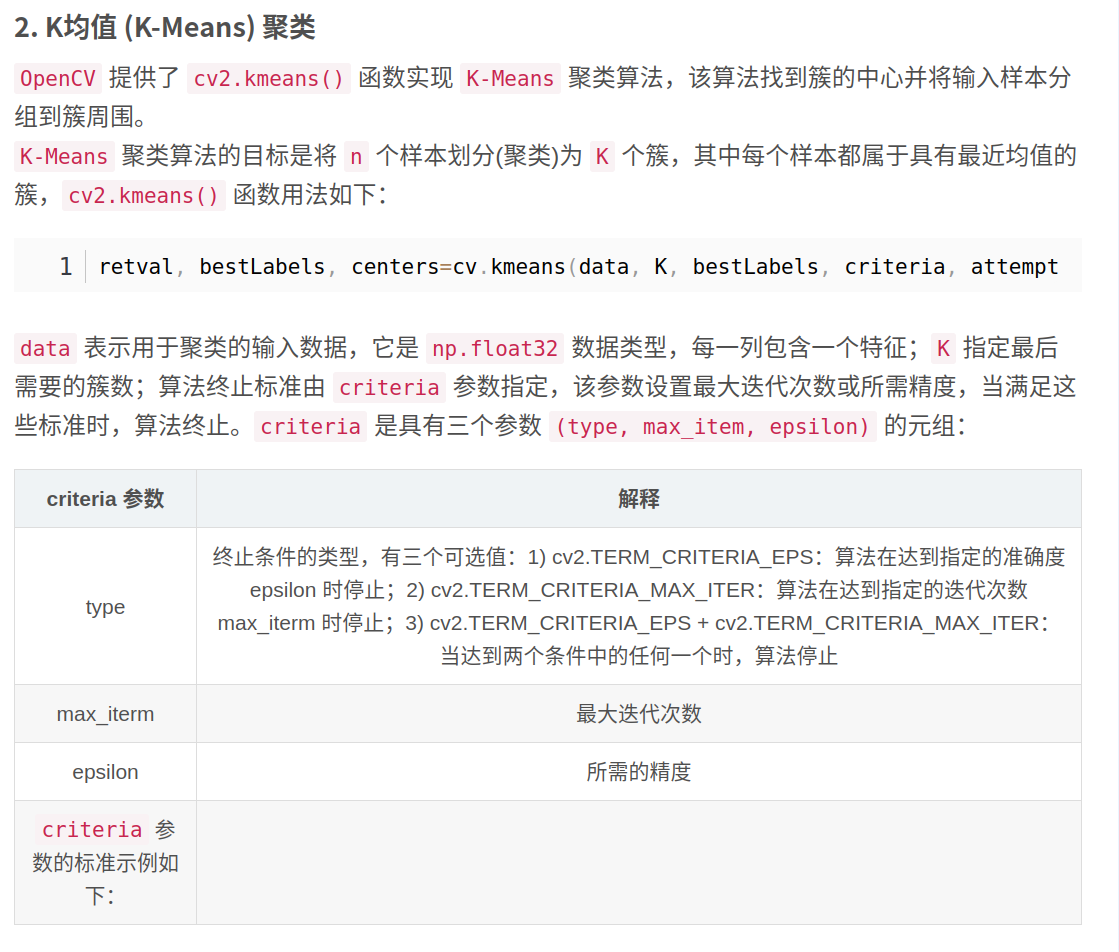 2. K均值 (K-Means) 聚类
OpenCV 提供了 cv2.kmeans() 函数实现 K-Means 聚类算法，该算法找到簇的中心并将输入样本分
组到簇周围。
K-Means 聚类算法的目标是将 n 个样本划分(聚类)为 K 个簇，其中每个样本都属于具有最近均值的
簇，cv2.kmeans() 函数用法如下：
1 retval, bestLabels, centers=cv.kmeans(data, K, bestLabels, criteria, attempt
data 表示用于聚类的输入数据，它是 np.float32 数据类型，每一列包含一个特征；K 指定最后
需要的簇数；算法终止标准由 criteria 参数指定，该参数设置最大迭代次数或所需精度，当满足这
些标准时，算法终止。criteria 是具有三个参数 (type, max_item, epsilon) 的元组：
criteria 参数 解释
终止条件的类型，有三个可选值：1) cv2.TERM_CRITERIA_EPS：算法在达到指定的准确度
epsilon 时停止；2) cv2.TERM_CRITERIA_MAX_ITER：算法在达到指定的迭代次数
type
max_iterm 时停止；3) cv2.TERM_CRITERIA_EPS + cv2.TERM_CRITERIA_MAX_ITER：
当达到两个条件中的任何一个时，算法停止
max_iterm 最大迭代次数
epsilon 所需的精度
criteria 参
数的标准示例如
下：